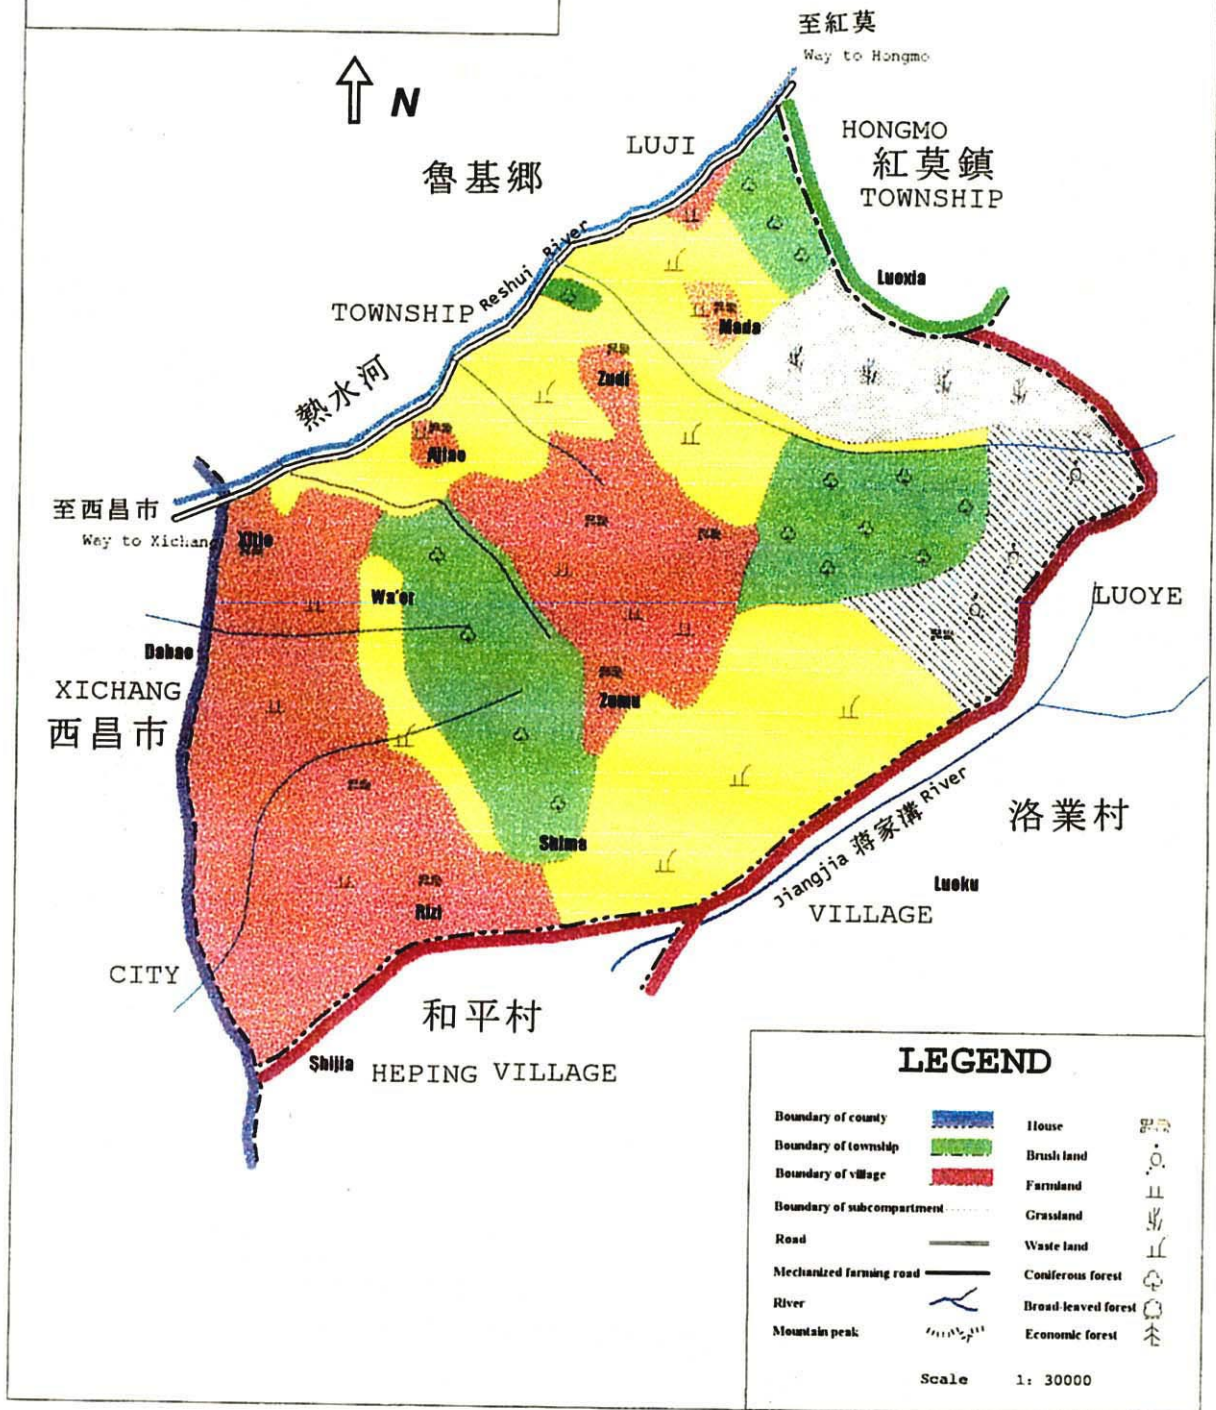 至紅莫
Way to Hongmo
N
LUJI
魯基鄉
HONGMO
紅莫鎮
TOWNSHIP
Luoxia
Reshui River
TOWNSHIP
熱水河
Mada
Zudi
Ajiao
至西昌市
Way to Xichang
Wa'er
LUOYE
Dabao
XICHANG
西昌市
Zumu
洛業村
Jiangjia 蒋家溝 River
Shima
Luoku
VILLAGE
Rizi
CITY
和平村
Shijia
HEPING VILLAGE
LEGEND
Boundary of county
Boundary of township
Boundary of village
Boundary of subcompartment
Road
Mechanized farming road
River
Mountain peak
House
Brush land
Farmland
Grassland
Waste land
Coniferous forest
Broad-leaved forest
Economic forest
Scale 1: 30000